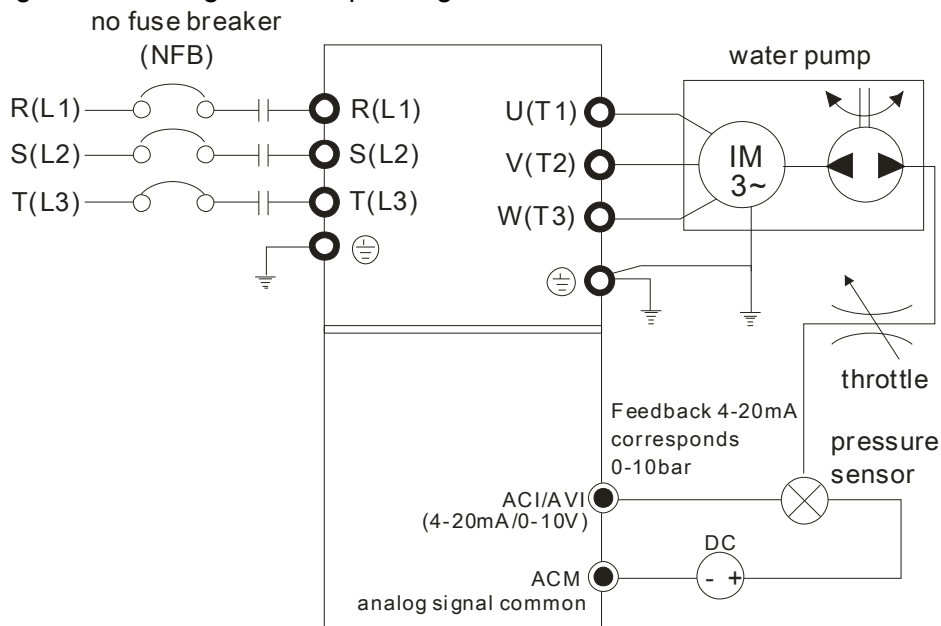 no fuse breaker
(NFB)
R(L1)
S(L2)
T(L3)
R(L1)
S(L2)
T(L3)
U(T1)
V(T2)
W(T3)
water pump
IM
3~
throttle
Feedback 4-20mA
corresponds
0-10bar
pressure
sensor
ACI/AVI
(4-20mA/0-10V)
DC
- +
ACM
analog signal common